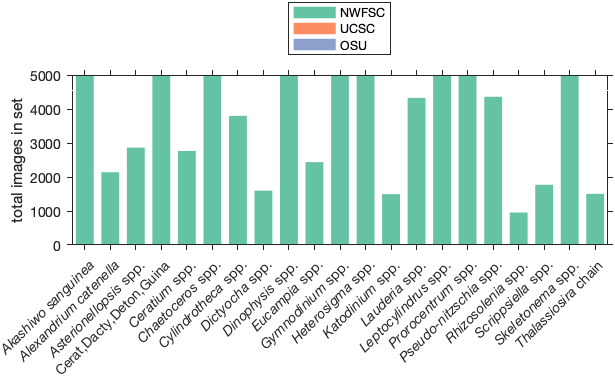 NWFSC
UCSC
OSU
total images in set
5000
4000
3000
2000
1000
0
Akashiwo sanguinea
Alexandrium catenella
Asterionellopsis spp.
Cerat,Dacty,Deton,Guina
Ceratium spp.
Chaetoceros spp.
Cylindrotheca spp.
Dictyocha spp.
Dinophysis spp.
Eucampia spp.
Gymnodinium spp.
Heterosigma spp.
Katodinium spp.
Lauderia spp.
Leptocylindrus spp.
Prorocentrum spp.
Pseudo-nitzschia spp.
Rhizosolenia spp.
Scrippsiella spp.
Skeletonema spp.
Thalassiosira chain